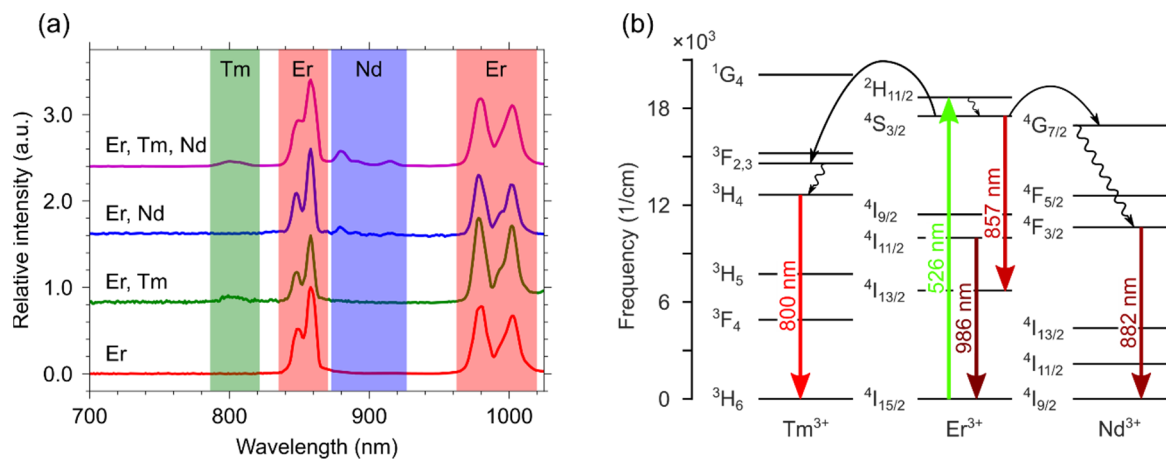 (a)
Relative intensity (a.u.)
3.0
2.0
1.0
0.0
Tm
Er
Nd
Er
Er, Tm, Nd
Er, Nd
Er, Tm
Er
700
800
900
1000
Wavelength (nm)
(b)
×10³
Frequency (1/cm)
18
12
6
0
¹G₄
³F₂,₃
³H₄
³H₅
³F₄
³H₆
800 nm
Tm³⁺
²H₁₁/₂
⁴S₃/₂
⁴I₉/₂
⁴I₁₁/₂
⁴I₁₃/₂
⁴I₁₅/₂
526 nm
986 nm
857 nm
Er³⁺
⁴G₇/₂
⁴F₅/₂
⁴F₃/₂
⁴I₁₃/₂
⁴I₁₁/₂
⁴I₉/₂
882 nm
Nd³⁺